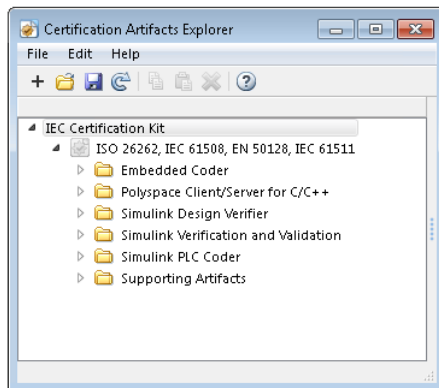 Certification Artifacts Explorer
File Edit Help
IEC Certification Kit
ISO 26262, IEC 61508, EN 50128, IEC 61511
Embedded Coder
Polyspace Client/Server for C/C++
Simulink Design Verifier
Simulink Verification and Validation
Simulink PLC Coder
Supporting Artifacts